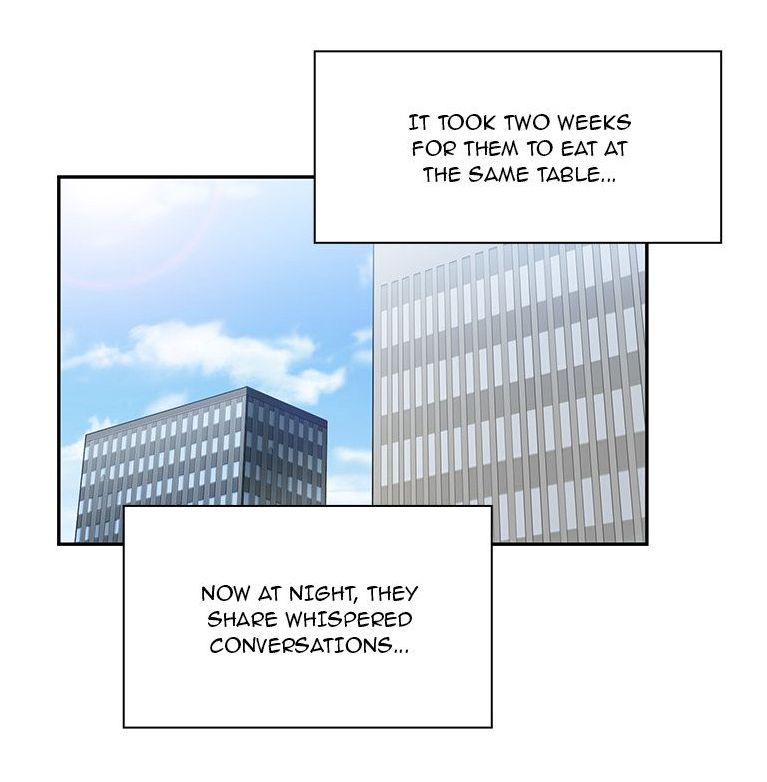 IT TOOK TWO WEEKS
FOR THEM TO EAT AT
THE SAME TABLE...
NOW AT NIGHT, THEY
SHARE WHISPERED
CONVERSATIONS...